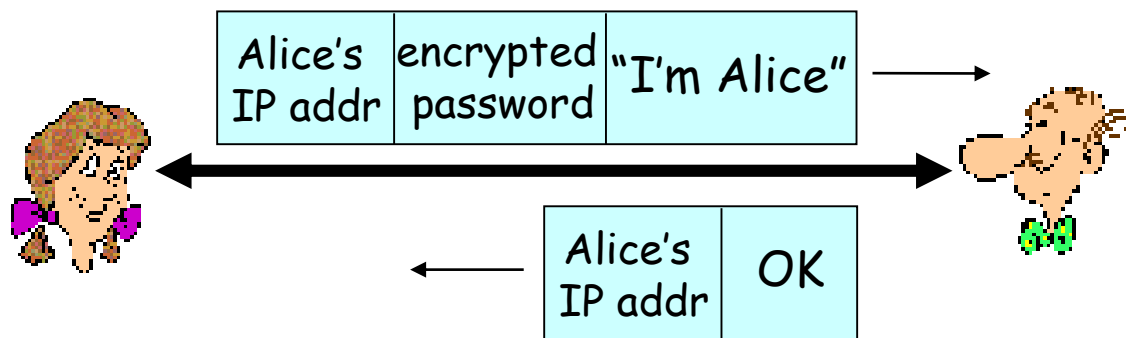 Alice’s
IP addr
encrypted
password
“I’m Alice”
Alice’s
IP addr
OK